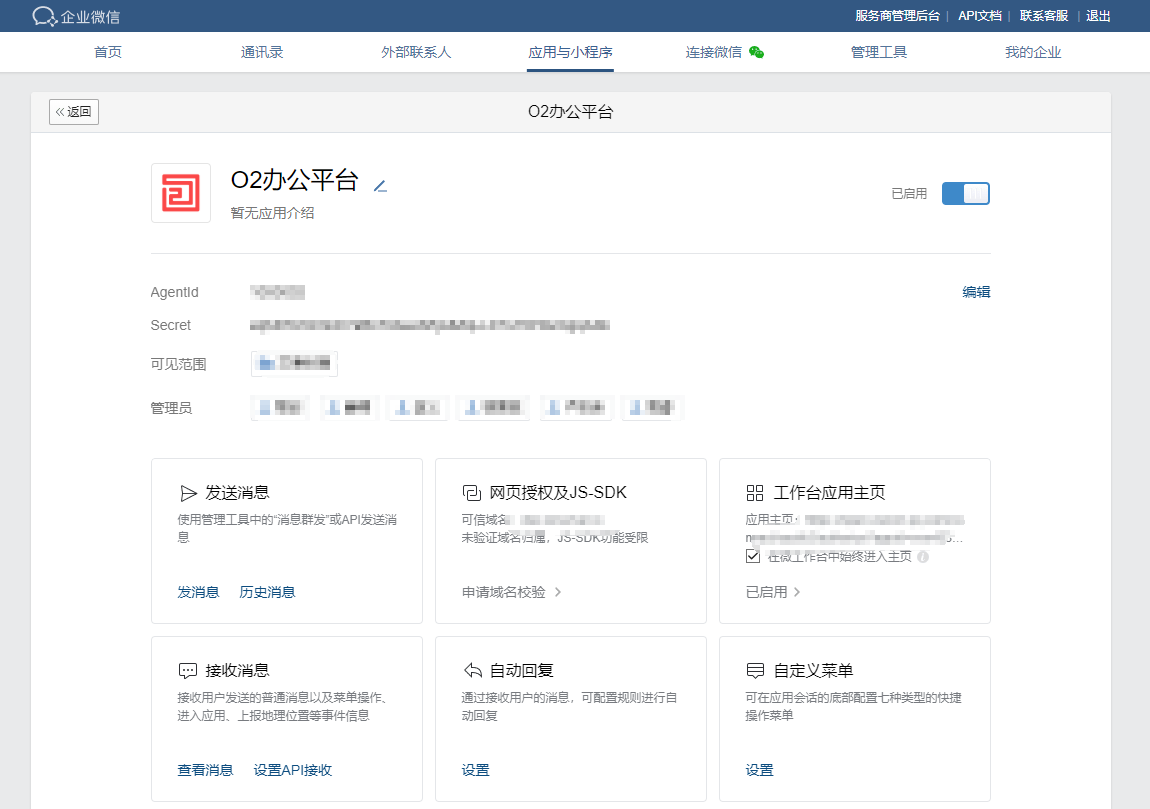 企业微信
服务商管理后台 | API文档 | 联系客服 | 退出
首页 通讯录 外部联系人 应用与小程序 连接微信 管理工具 我的企业
«返回 O2办公平台
O2办公平台
暂无应用介绍
已启用
AgentId 编辑
Secret
可见范围
管理员
发送消息
使用管理工具中的“消息群发”或API发送消
息
发消息 历史消息
网页授权及JS-SDK
可信域名
未验证域名归属，JS-SDK功能受限
申请域名校验 >
工作台应用主页
应用主页：
在微工作台中始终进入主页
已启用 >
接收消息
接收用户发送的普通消息以及菜单操作、
进入应用、上报地理位置等事件信息
查看消息 设置API接收
自动回复
通过接收用户的消息，可配置规则进行自
动回复
设置
自定义菜单
可在应用会话的底部配置七种类型的快捷
操作菜单
设置